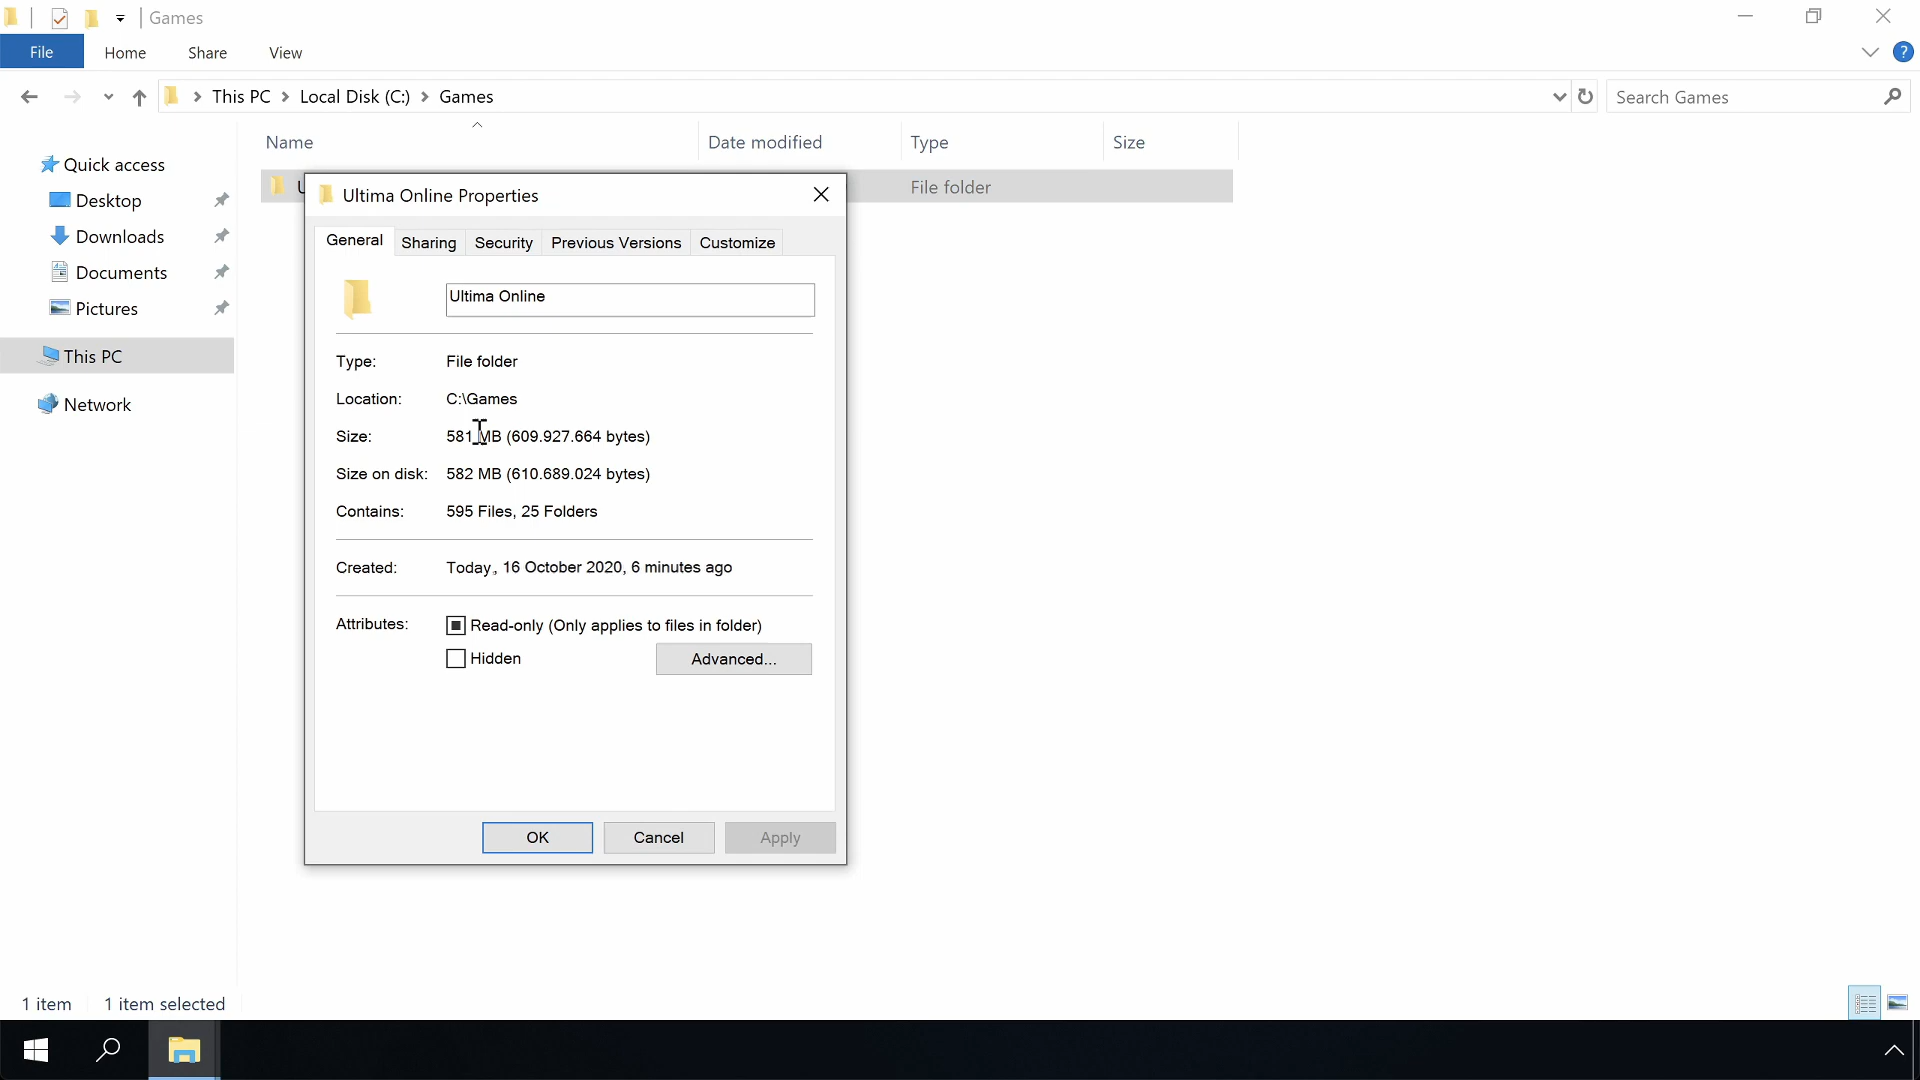 Games
File Home Share View
?
This PC Local Disk (C:) Games Search Games
Name Date modified Type Size
Quick access
Desktop
Downloads
Documents
Pictures
This PC
Network
U File folder
Ultima Online Properties
General Sharing Security Previous Versions Customize
Ultima Online
Type: File folder
Location: C:\Games
Size: 581 MB (609.927.664 bytes)
Size on disk: 582 MB (610.689.024 bytes)
Contains: 595 Files, 25 Folders
Created: Today, 16 October 2020, 6 minutes ago
Attributes: Read-only (Only applies to files in folder)
Hidden Advanced...
OK Cancel Apply
1 item 1 item selected